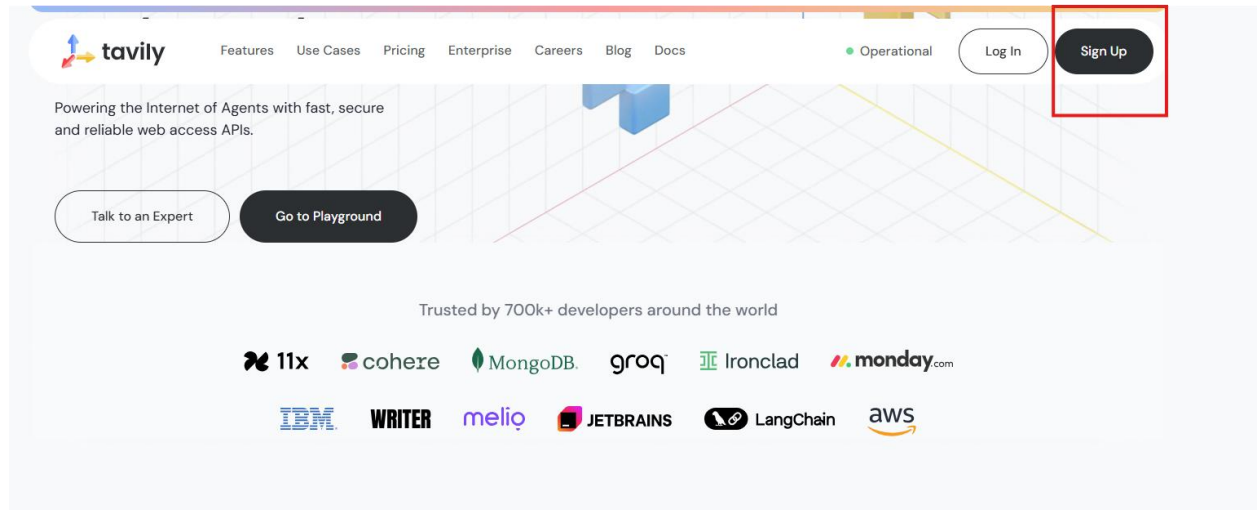 tavily Features Use Cases Pricing Enterprise Careers Blog Docs Operational Log In Sign Up
Powering the Internet of Agents with fast, secure
and reliable web access APIs.
Talk to an Expert Go to Playground
Trusted by 700k+ developers around the world
11x cohere MongoDB. groq Ironclad monday.com
IBM. WRITER melio JETBRAINS LangChain aws